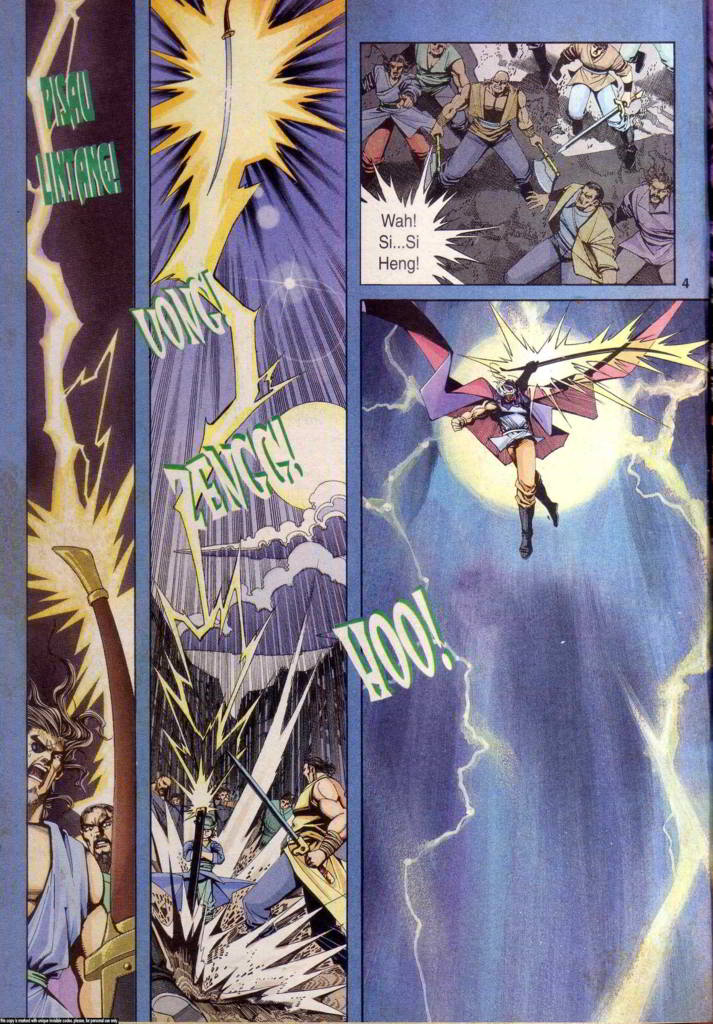 PISAU
LINTANG!
UONG!
ZENGG!
Wah!
Si...Si
Heng!
4
HOO!
this copy is marked with unique invisible codes, please, for personal use only